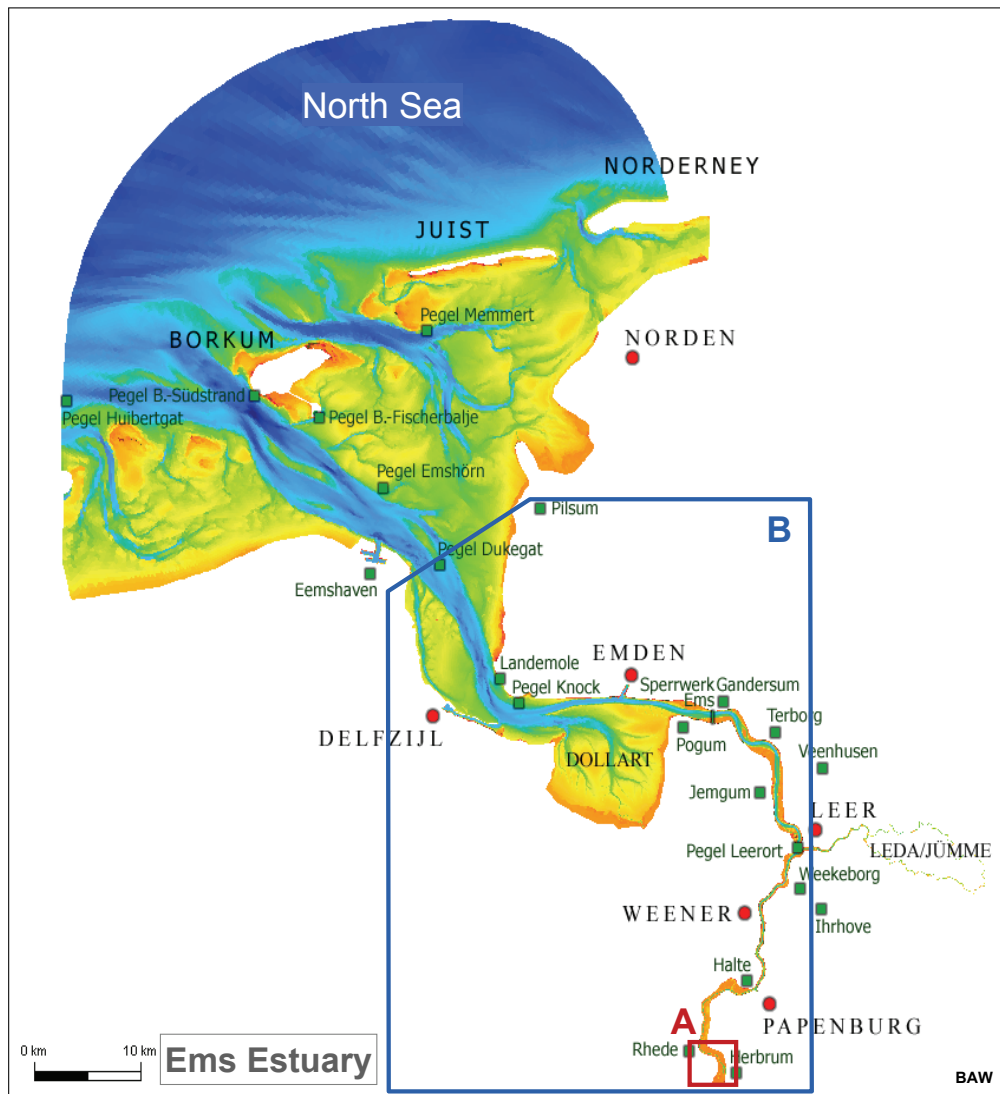 North Sea
NORDERNEY
JUIST
Pegel Memmert
BORKUM
NORDEN
Pegel B.-Südstrand
Pegel Huibertgat
Pegel B.-Fischerbalje
Pegel Emshörn
Pilsum
B
Pegel Dukegat
Eemshaven
Landemole
EMDEN
Pegel Knock
Sperrwerk Gandersum
Ems
DELFZIJL
Pogum
Terborg
DOLLART
Veenhusen
Jemgum
LEER
Pegel Leerort
LEDA/JÜMME
Weekeborg
WEENER
Ihrhove
Halte
A
PAPENBURG
Rhede
Herbrum
0 km 10 km
Ems Estuary
BAW